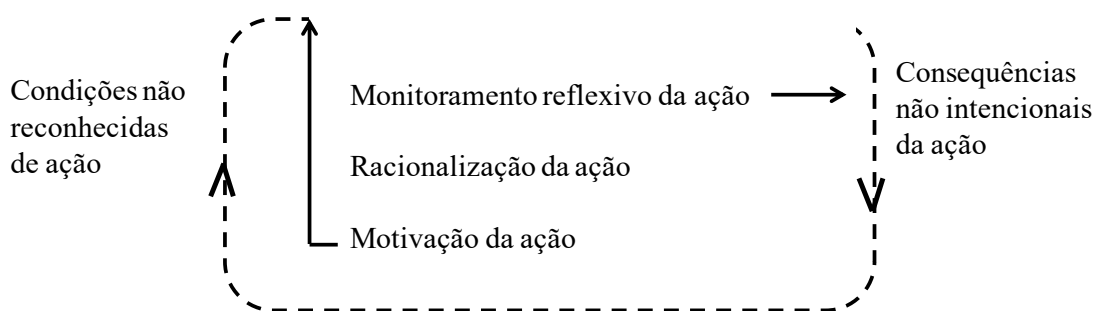 Condições não
reconhecidas
de ação
Monitoramento reflexivo da ação
Racionalização da ação
Motivação da ação
Consequências
não intencionais
da ação